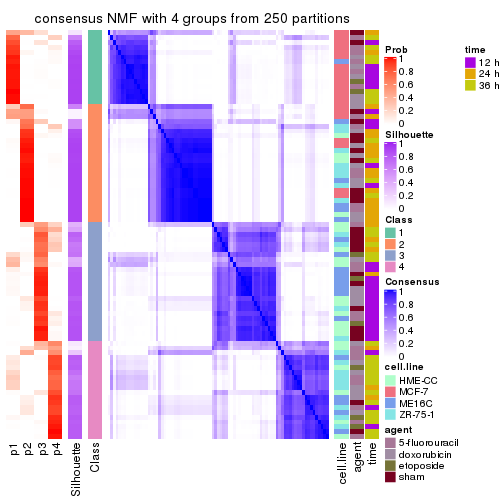 consensus NMF with 4 groups from 250 partitions
Prob
1
0.8
0.6
0.4
0.2
0
time
12 h
24 h
36 h
Silhouette
1
0.8
0.6
0.4
0.2
0
Class
1
2
3
4
Consensus
1
0.8
0.6
0.4
0.2
0
cell.line
HME-CC
MCF-7
ME16C
ZR-75-1
agent
5-fluorouracil
doxorubicin
etoposide
sham
p1
p2
p3
p4
Silhouette
Class
cell.line
agent
time